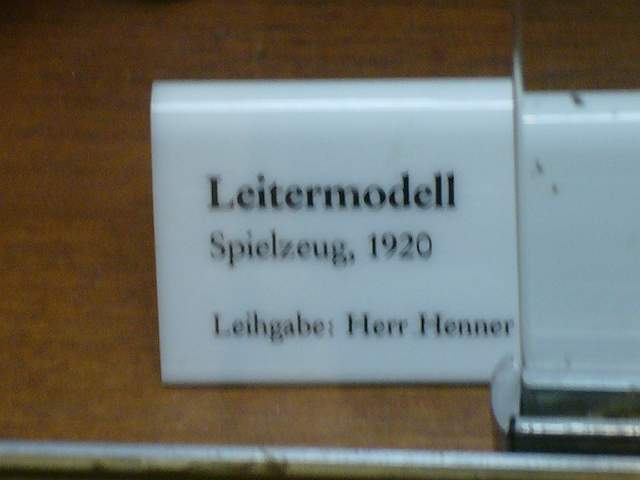 Leitermodell
Spielzeug, 1920
Leihgabe: Herr Henner